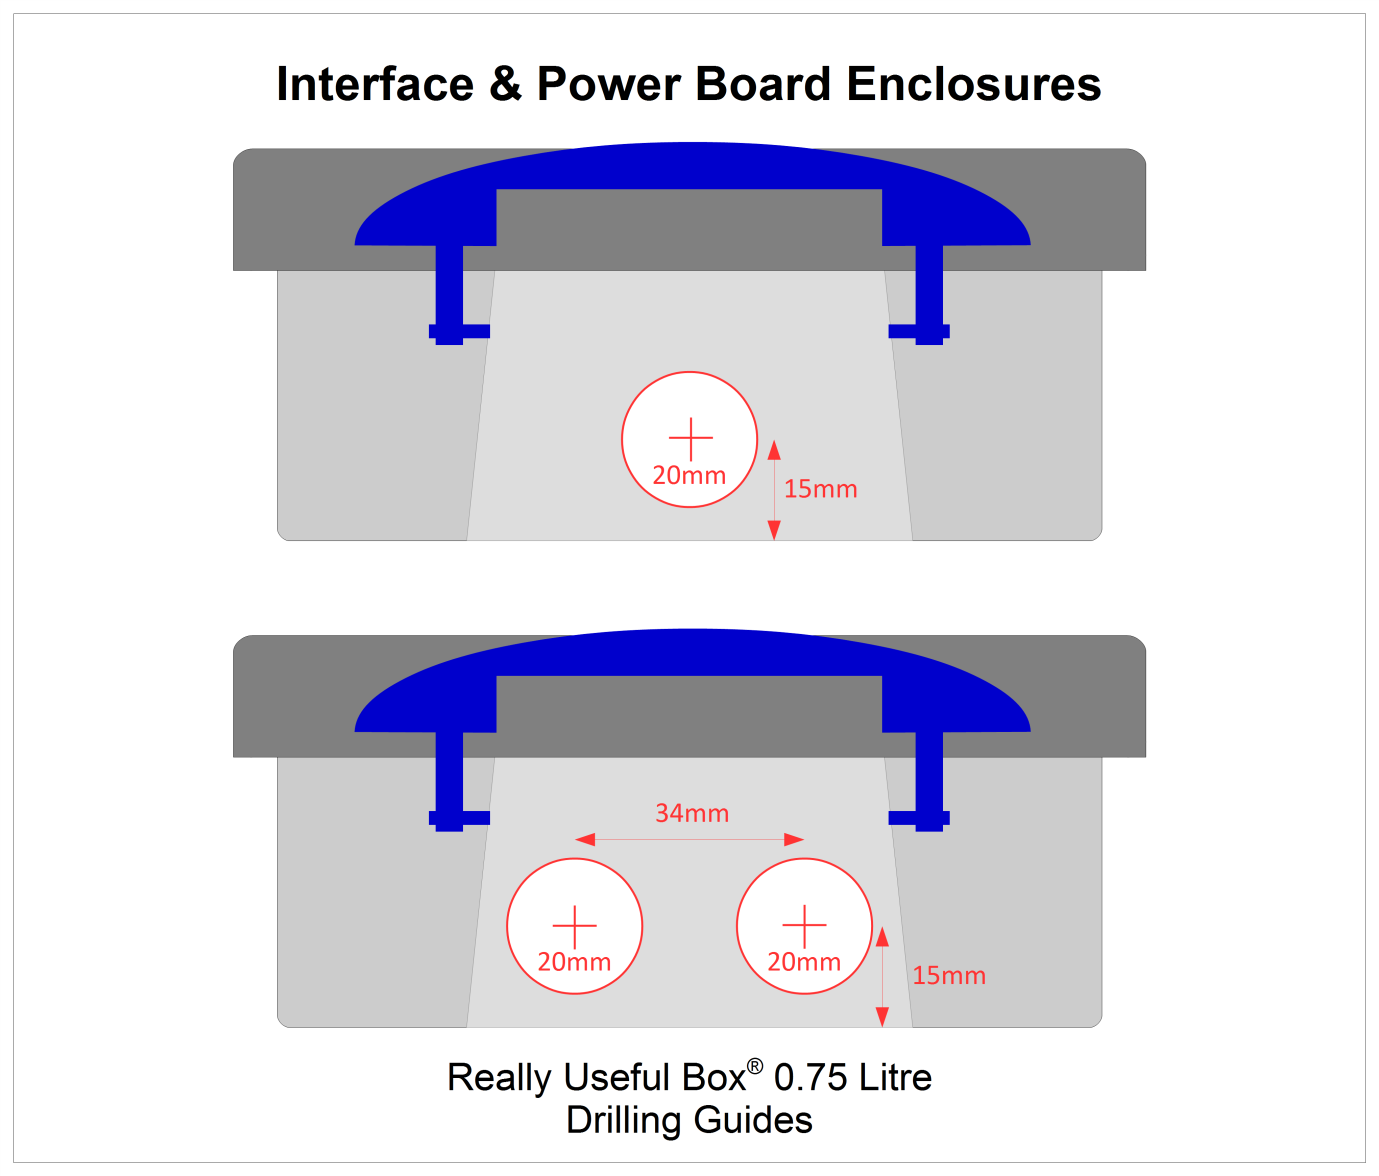 Interface & Power Board Enclosures
20mm
15mm
34mm
20mm
20mm
15mm
Really Useful Box® 0.75 Litre
Drilling Guides